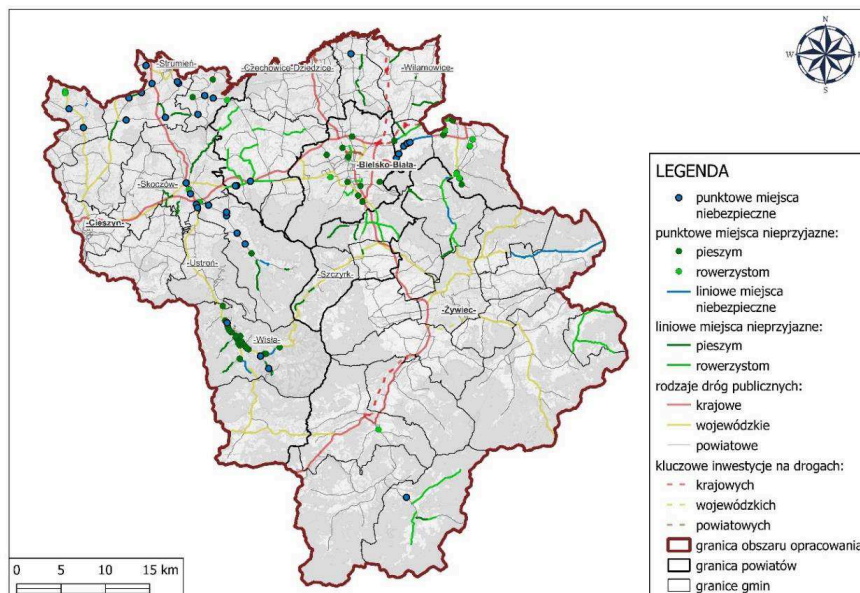 N
W
E
S
-Strumień-
-Czechowice-Dziedzice-
-Wilamowice-
-Bielsko-Biała-
-Skoczów-
-Cieszyn-
-Ustroń-
-Szczyrk-
-Żywiec-
-Wisła-
LEGENDA
punktowe miejsca
niebezpieczne
punktowe miejsca nieprzyjazne:
pieszym
rowerzystom
liniowe miejsca
niebezpieczne
liniowe miejsca nieprzyjazne:
pieszym
rowerzystom
rodzaje dróg publicznych:
krajowe
wojewódzkie
powiatowe
kluczowe inwestycje na drogach:
krajowych
wojewódzkich
powiatowych
granica obszaru opracowania
granica powiatów
granice gmin
0 5 10 15 km